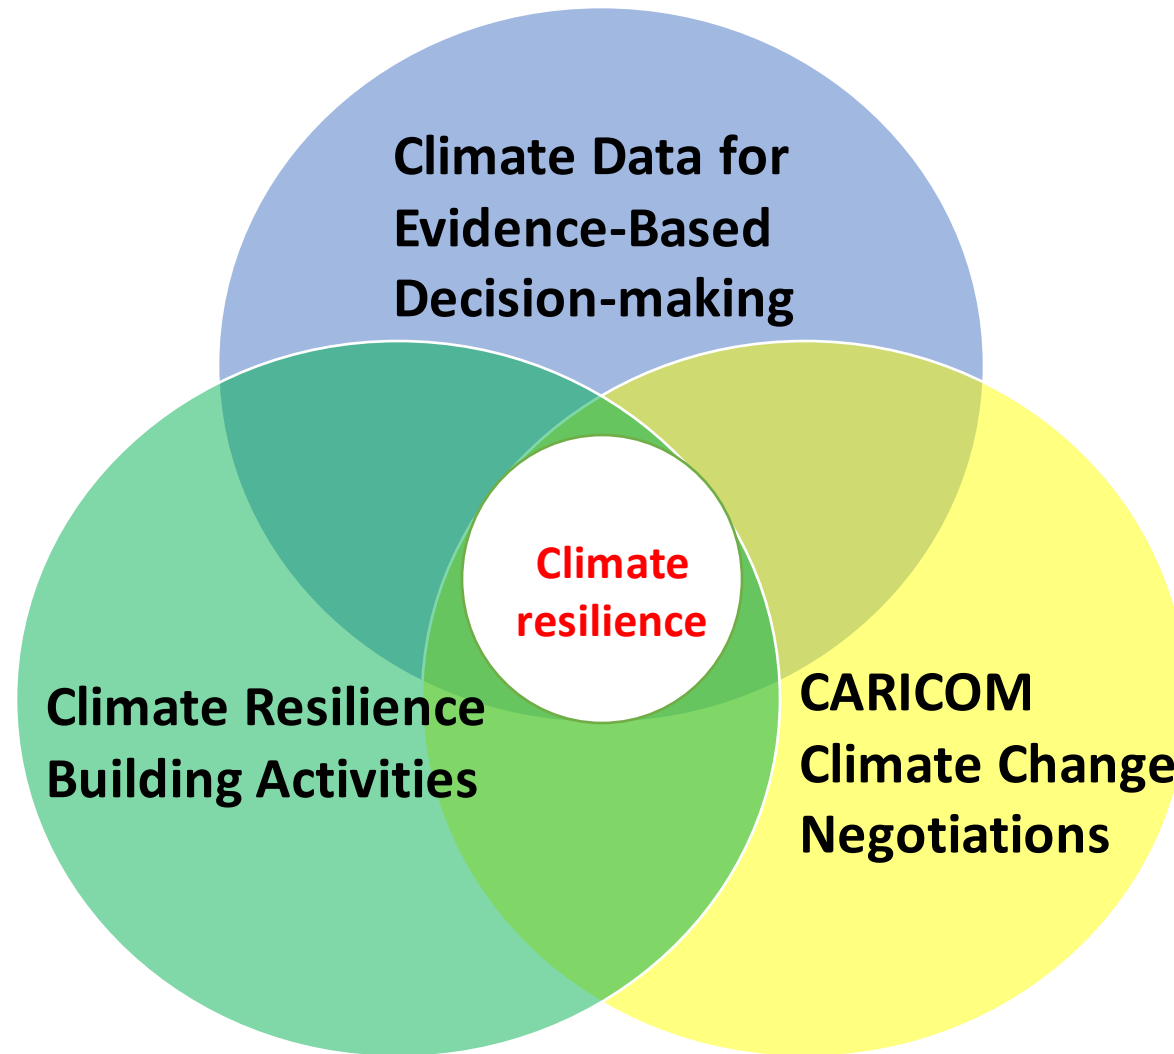 Climate Data for
Evidence-Based
Decision-making
Climate
resilience
Climate Resilience
Building Activities
CARICOM
Climate Change
Negotiations